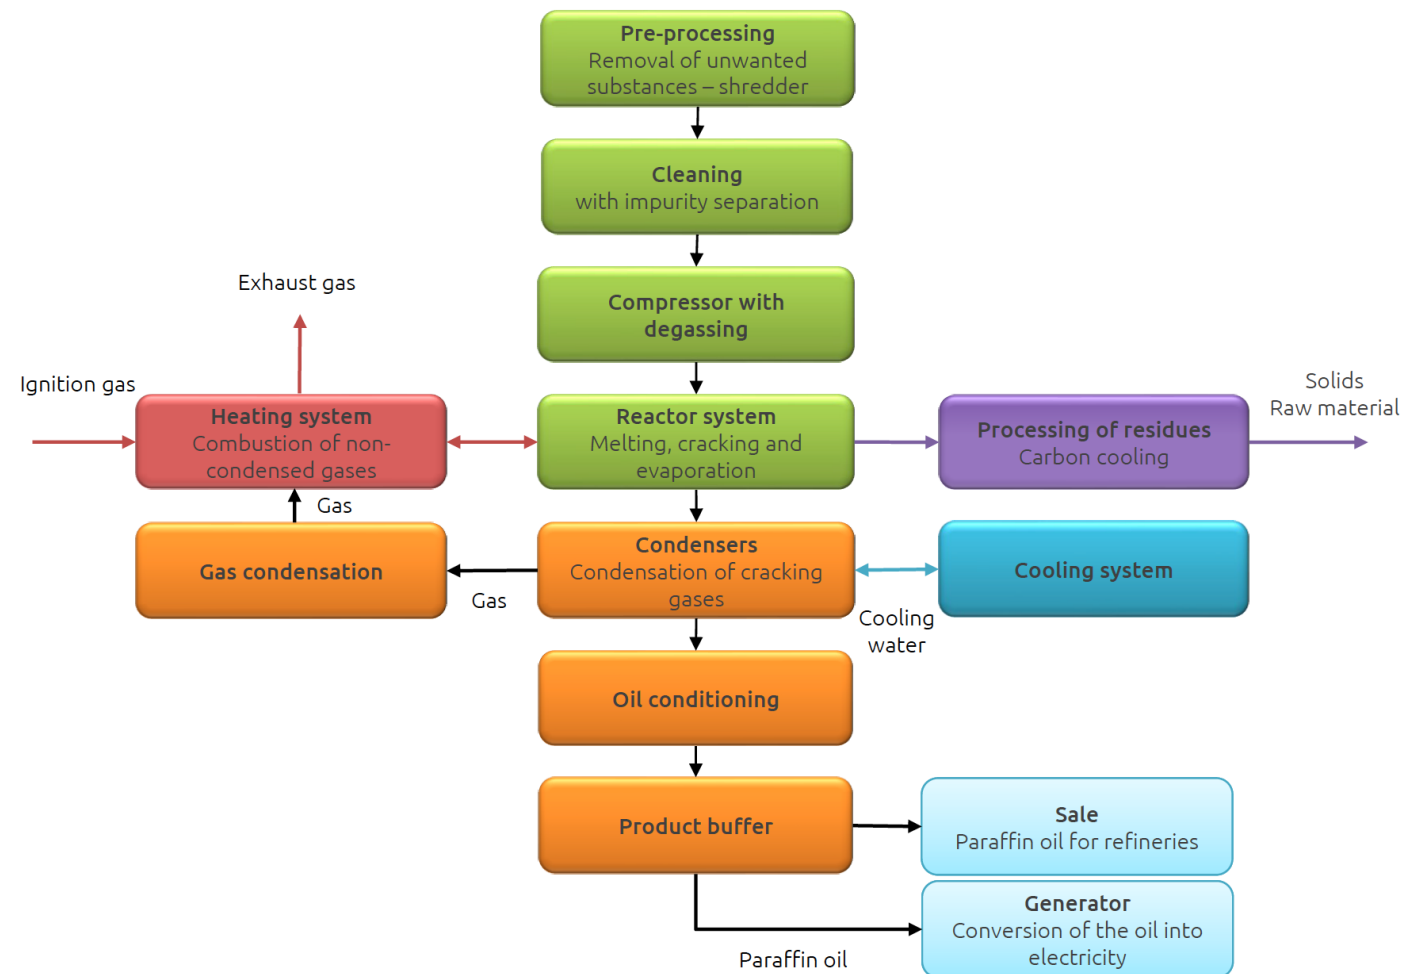 Pre-processing
Removal of unwanted
substances – shredder
Cleaning
with impurity separation
Compressor with
degassing
Exhaust gas
Ignition gas
Heating system
Combustion of non-
condensed gases
Reactor system
Melting, cracking and
evaporation
Processing of residues
Carbon cooling
Solids
Raw material
Gas
Gas condensation
Gas
Condensers
Condensation of cracking
gases
Cooling
water
Cooling system
Oil conditioning
Product buffer
Sale
Paraffin oil for refineries
Generator
Conversion of the oil into
electricity
Paraffin oil